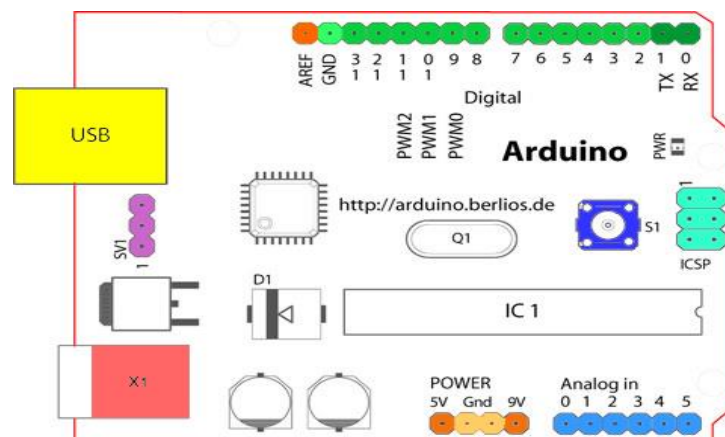 AREF GND 13 12 11 10 9 8 7 6 5 4 3 2 1 0
TX RX
Digital
USB
PWM2 PWM1 PWM0
Arduino
PWR
1
http://arduino.berlios.de
SV1
1
Q1
S1
ICSP
D1
IC 1
X1
POWER
5V Gnd 9V
Analog in
0 1 2 3 4 5